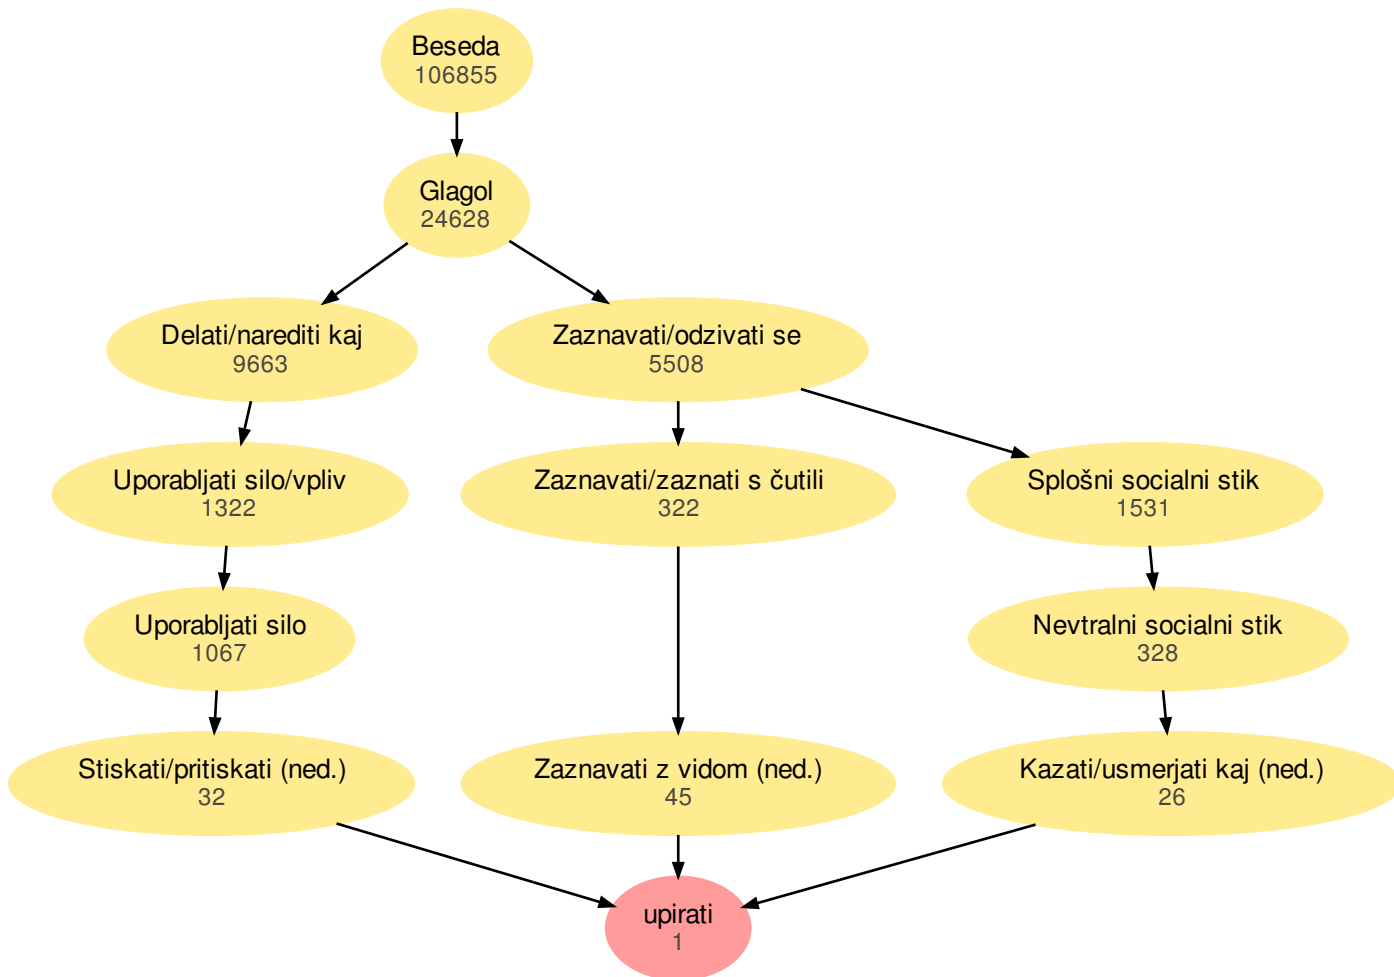 Beseda
106855
Glagol
24628
Delati/narediti kaj
9663
Zaznavati/odzivati se
5508
Uporabljati silo/vpliv
1322
Zaznavati/zaznati s čutili
322
Splošni socialni stik
1531
Uporabljati silo
1067
Nevtralni socialni stik
328
Stiskati/pritiskati (ned.)
32
Zaznavati z vidom (ned.)
45
Kazati/usmerjati kaj (ned.)
26
upirati
1